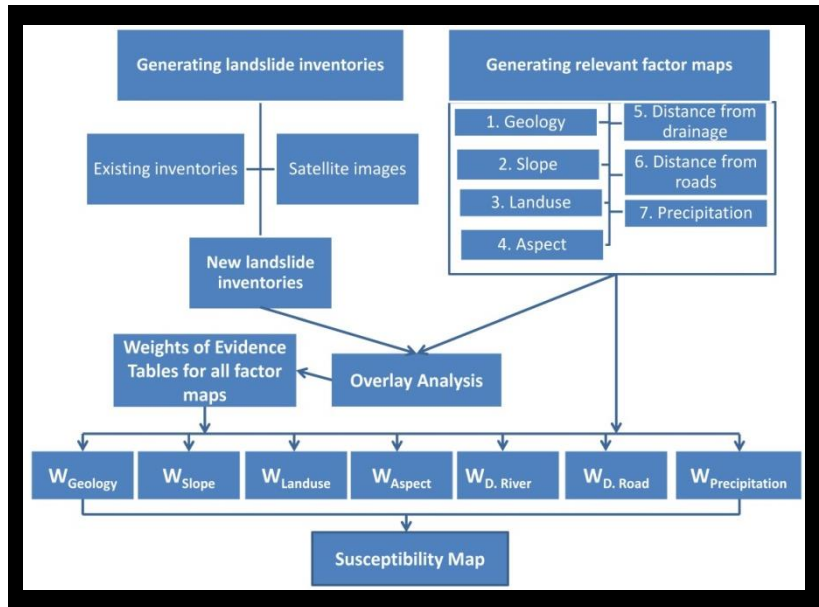 Generating landslide inventories
Generating relevant factor maps
Existing inventories
Satellite images
New landslide
inventories
1. Geology
2. Slope
3. Landuse
4. Aspect
5. Distance from
drainage
6. Distance from
roads
7. Precipitation
Weights of Evidence
Tables for all factor
maps
Overlay Analysis
WGeology
WSlope
WLanduse
WAspect
WD. River
WD. Road
WPrecipitation
Susceptibility Map